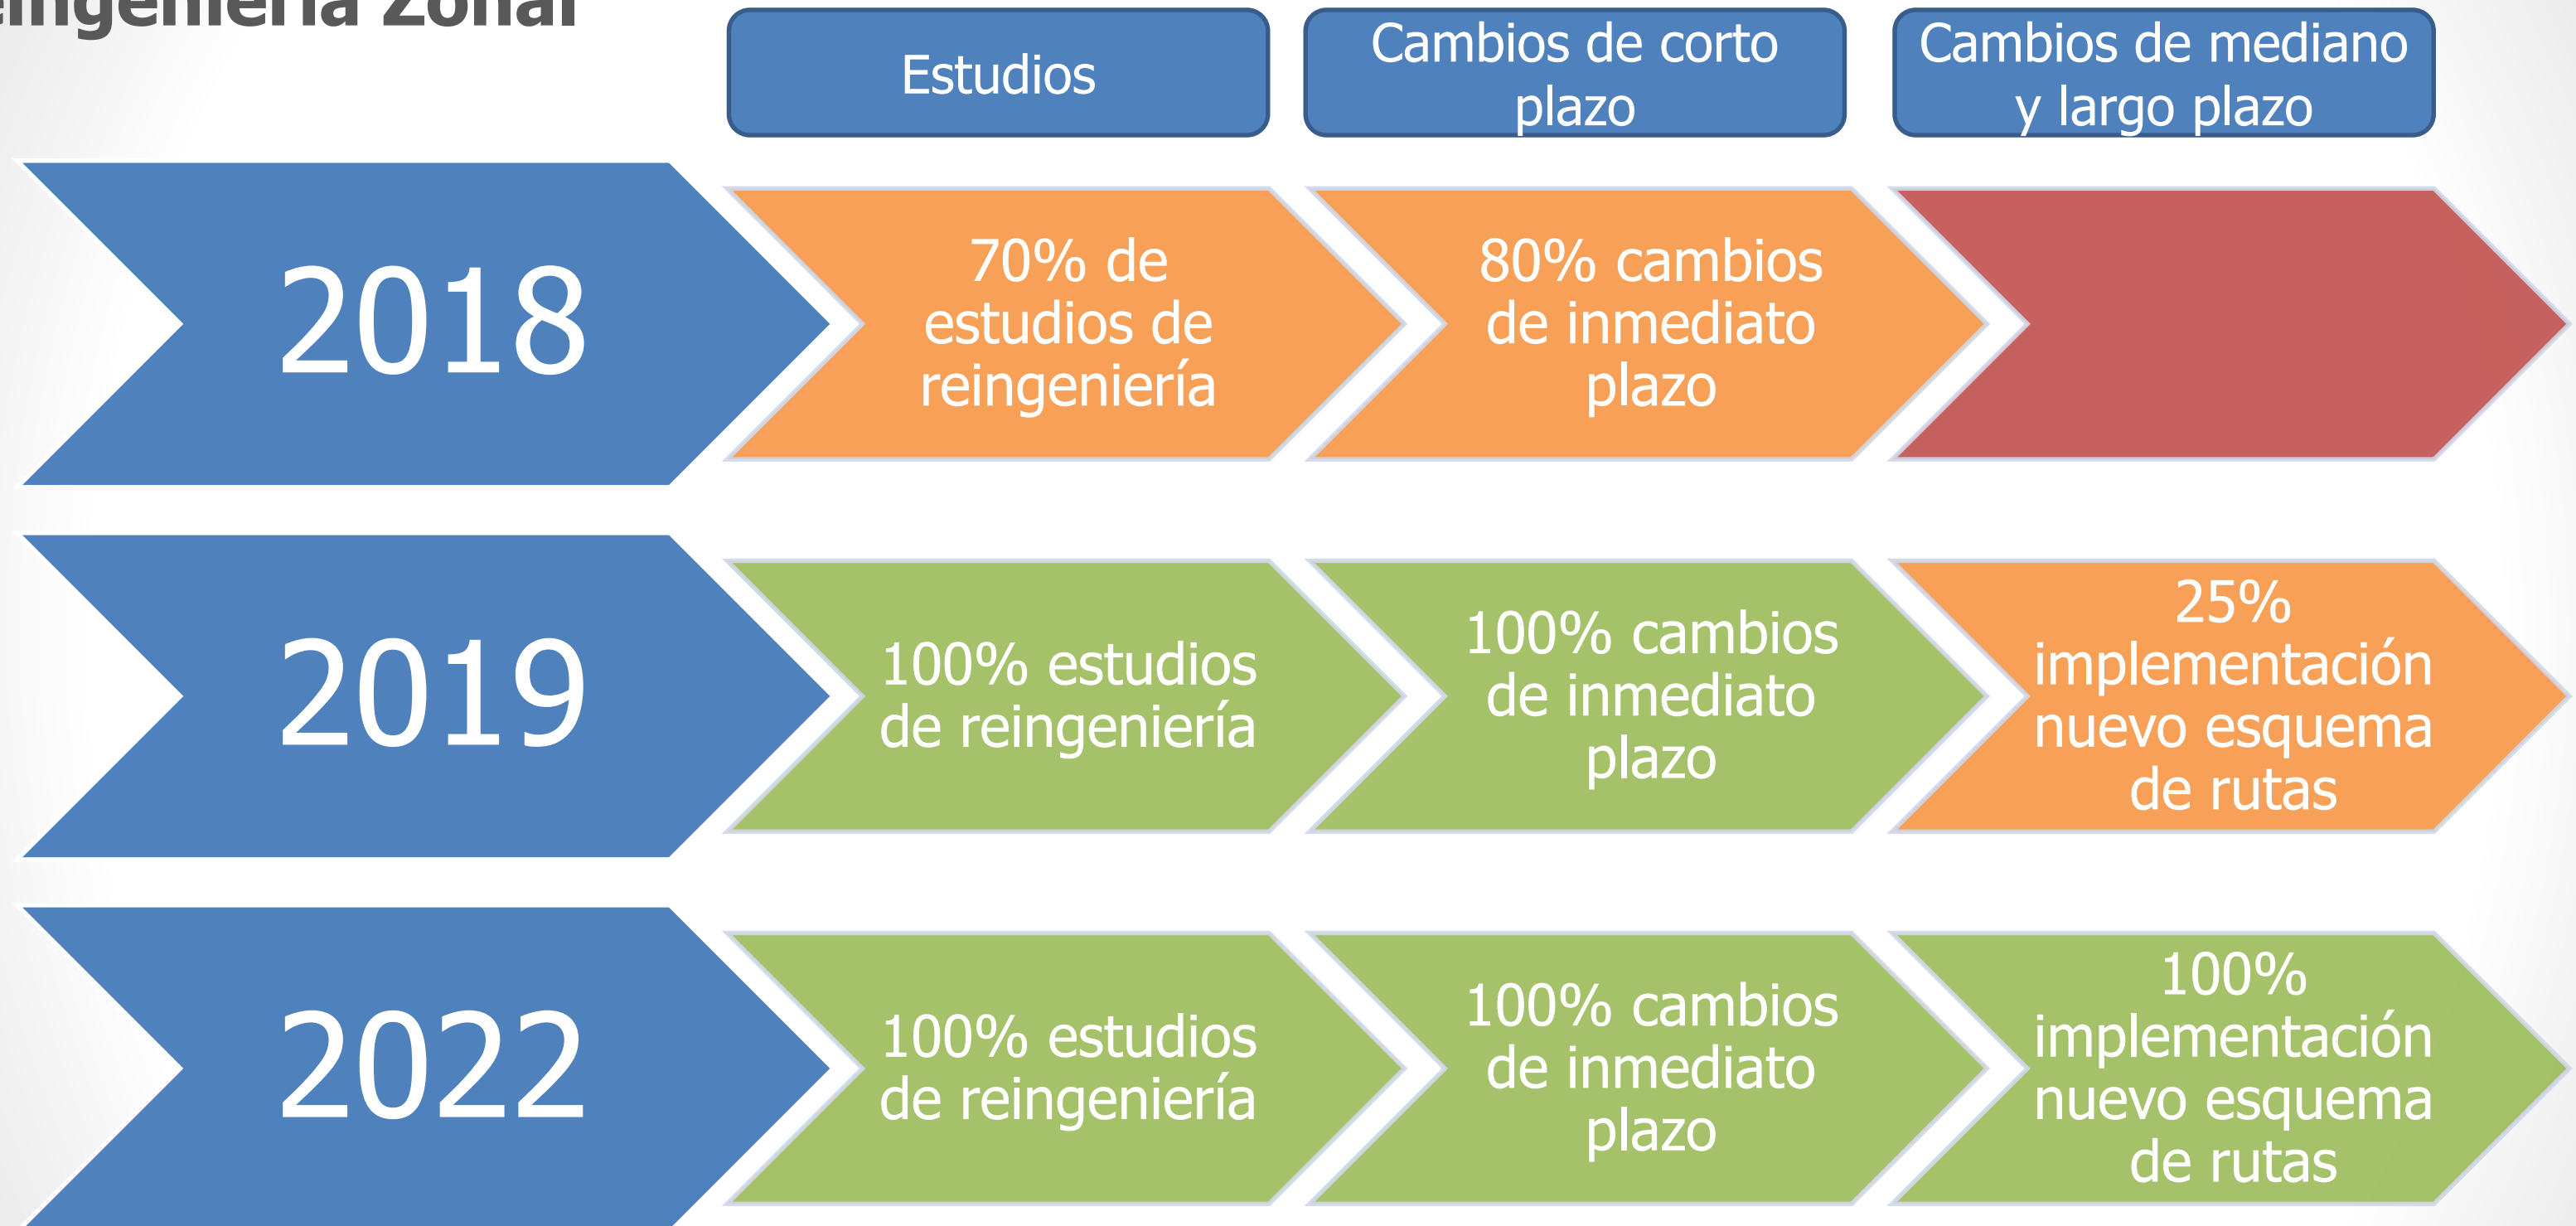 eingeniería Zonal
Estudios
Cambios de corto
plazo
Cambios de mediano
y largo plazo
2018
70% de
estudios de
reingeniería
80% cambios
de inmediato
plazo
2019
100% estudios
de reingeniería
100% cambios
de inmediato
plazo
25%
implementación
nuevo esquema
de rutas
2022
100% estudios
de reingeniería
100% cambios
de inmediato
plazo
100%
implementación
nuevo esquema
de rutas